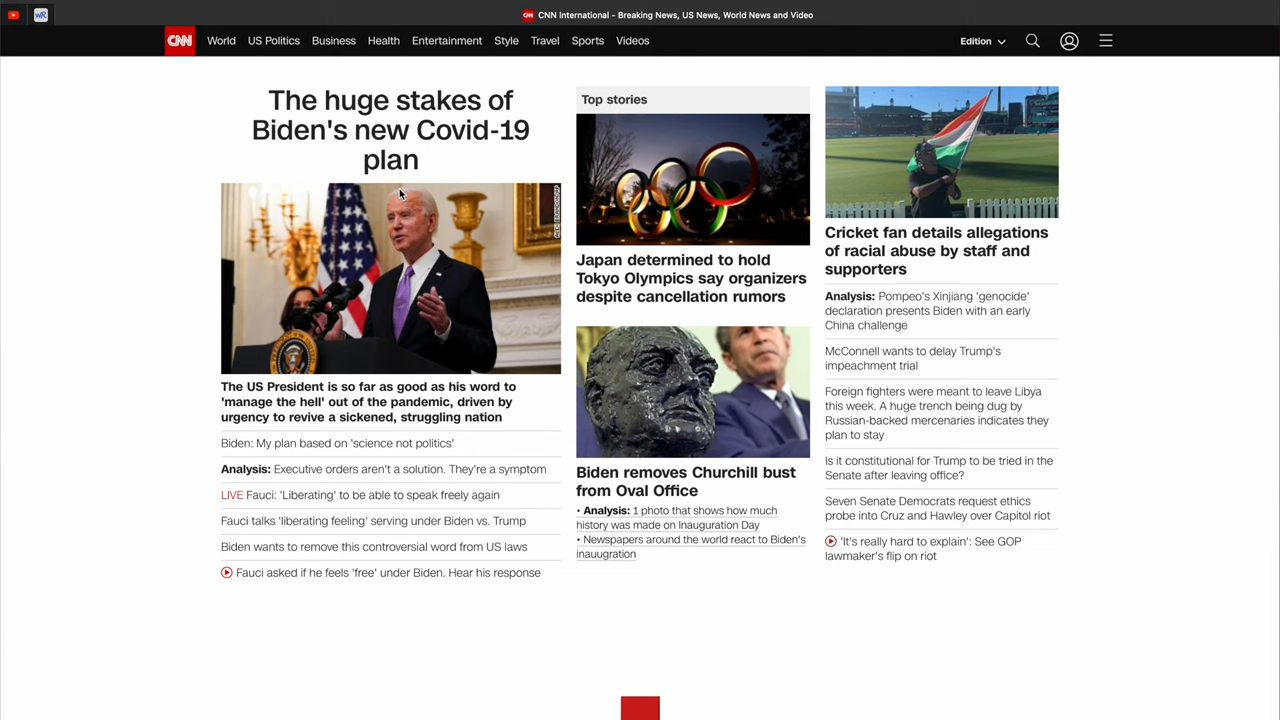 CNN International - Breaking News, US News, World News and Video
CNN World US Politics Business Health Entertainment Style Travel Sports Videos Edition
The huge stakes of
Biden's new Covid-19
plan
The US President is so far as good as his word to
'manage the hell' out of the pandemic, driven by
urgency to revive a sickened, struggling nation
Biden: My plan based on 'science not politics'
Analysis: Executive orders aren't a solution. They're a symptom
LIVE Fauci: 'Liberating' to be able to speak freely again
Fauci talks 'liberating feeling' serving under Biden vs. Trump
Biden wants to remove this controversial word from US laws
Fauci asked if he feels 'free' under Biden. Hear his response
Top stories
Japan determined to hold
Tokyo Olympics say organizers
despite cancellation rumors
Biden removes Churchill bust
from Oval Office
• Analysis: 1 photo that shows how much
history was made on Inauguration Day
• Newspapers around the world react to Biden's
inauugration
Cricket fan details allegations
of racial abuse by staff and
supporters
Analysis: Pompeo's Xinjiang 'genocide'
declaration presents Biden with an early
China challenge
McConnell wants to delay Trump's
impeachment trial
Foreign fighters were meant to leave Libya
this week. A huge trench being dug by
Russian-backed mercenaries indicates they
plan to stay
Is it constitutional for Trump to be tried in the
Senate after leaving office?
Seven Senate Democrats request ethics
probe into Cruz and Hawley over Capitol riot
'It's really hard to explain': See GOP
lawmaker's flip on riot